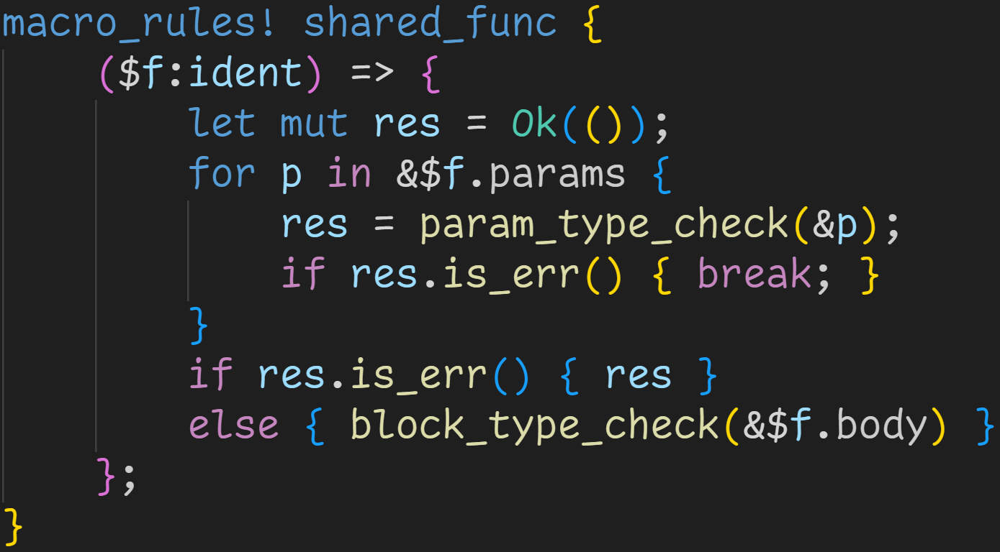 macro_rules! shared_func {
    ($f:ident) => {
        let mut res = Ok(());
        for p in &$f.params {
            res = param_type_check(&p);
            if res.is_err() { break; }
        }
        if res.is_err() { res }
        else { block_type_check(&$f.body) }
    };
}